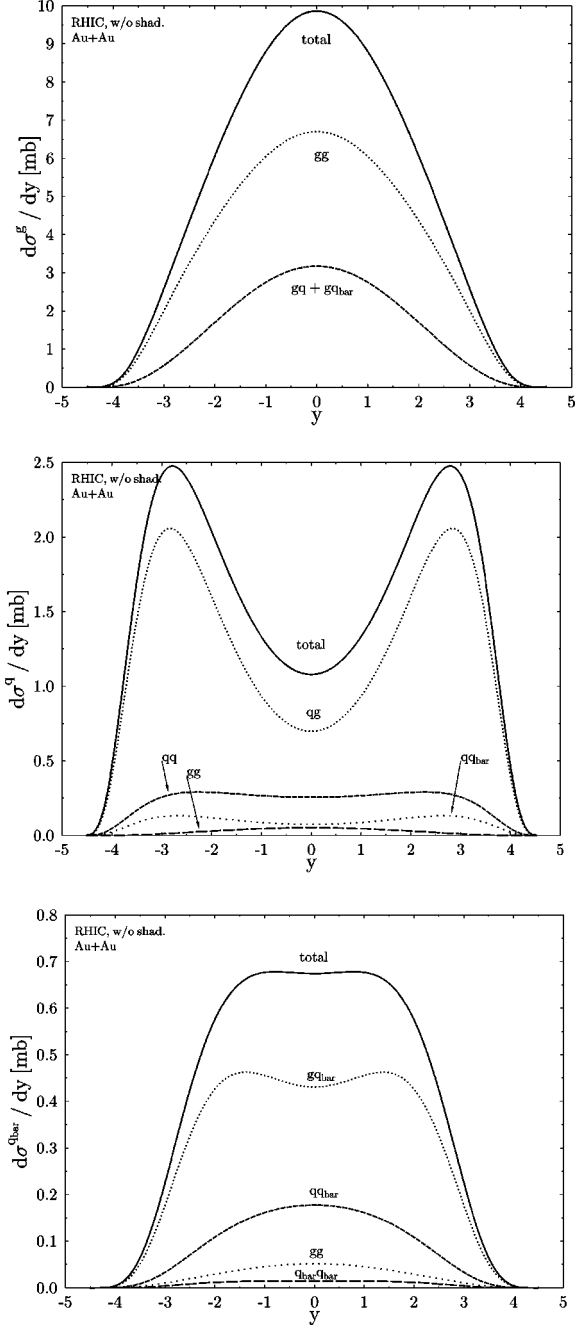 RHIC, w/o shad.
Au+Au
total
gg
gq + gq_bar
dσ^g / dy [mb]
10
9
8
7
6
5
4
3
2
1
0
-5 -4 -3 -2 -1 0 1 2 3 4 5
y
RHIC, w/o shad.
Au+Au
total
qg
qq
gg
qq_bar
dσ^q / dy [mb]
2.5
2.0
1.5
1.0
0.5
0.0
-5 -4 -3 -2 -1 0 1 2 3 4 5
y
RHIC, w/o shad.
Au+Au
total
gq_bar
qq_bar
gg
q_bar q_bar
dσ^q_bar / dy [mb]
0.8
0.7
0.6
0.5
0.4
0.3
0.2
0.1
0.0
-5 -4 -3 -2 -1 0 1 2 3 4 5
y